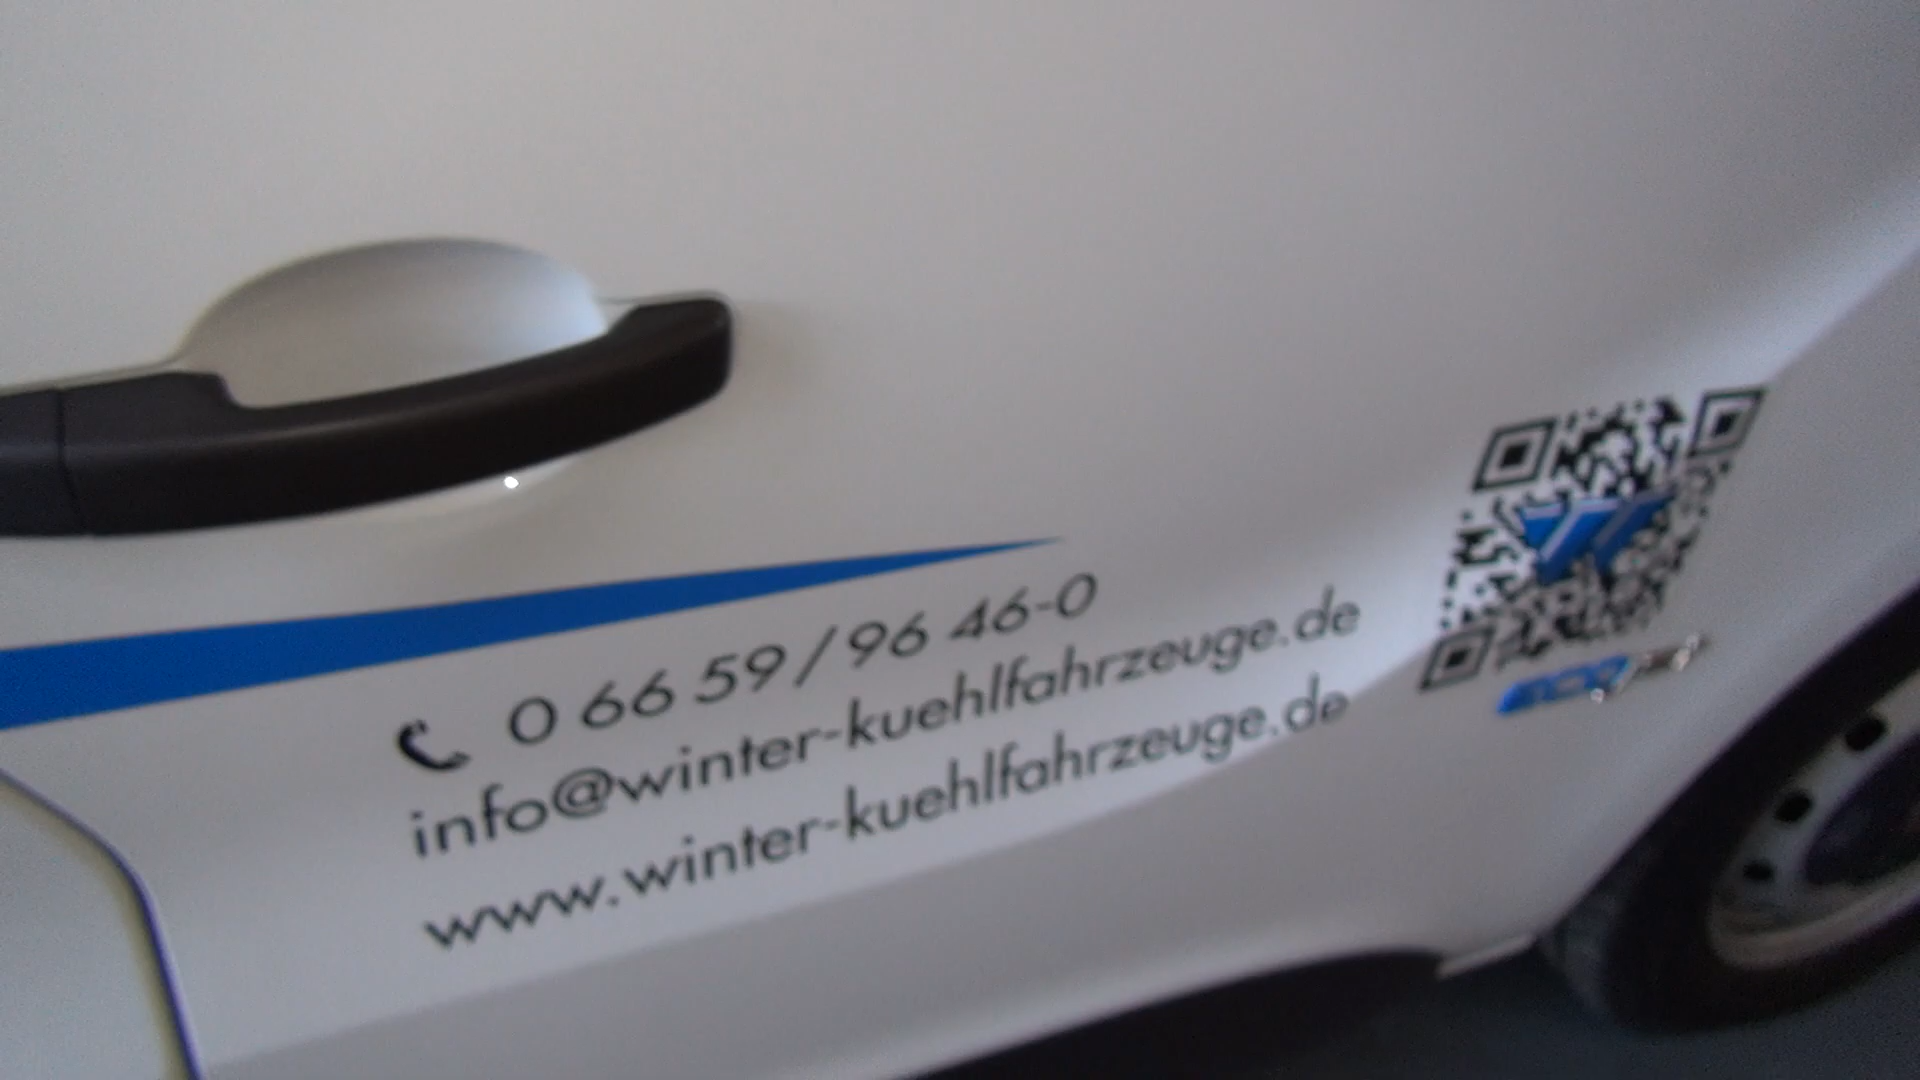 0 66 59 / 96 46-0
info@winter-kuehlfahrzeuge.de
www.winter-kuehlfahrzeuge.de